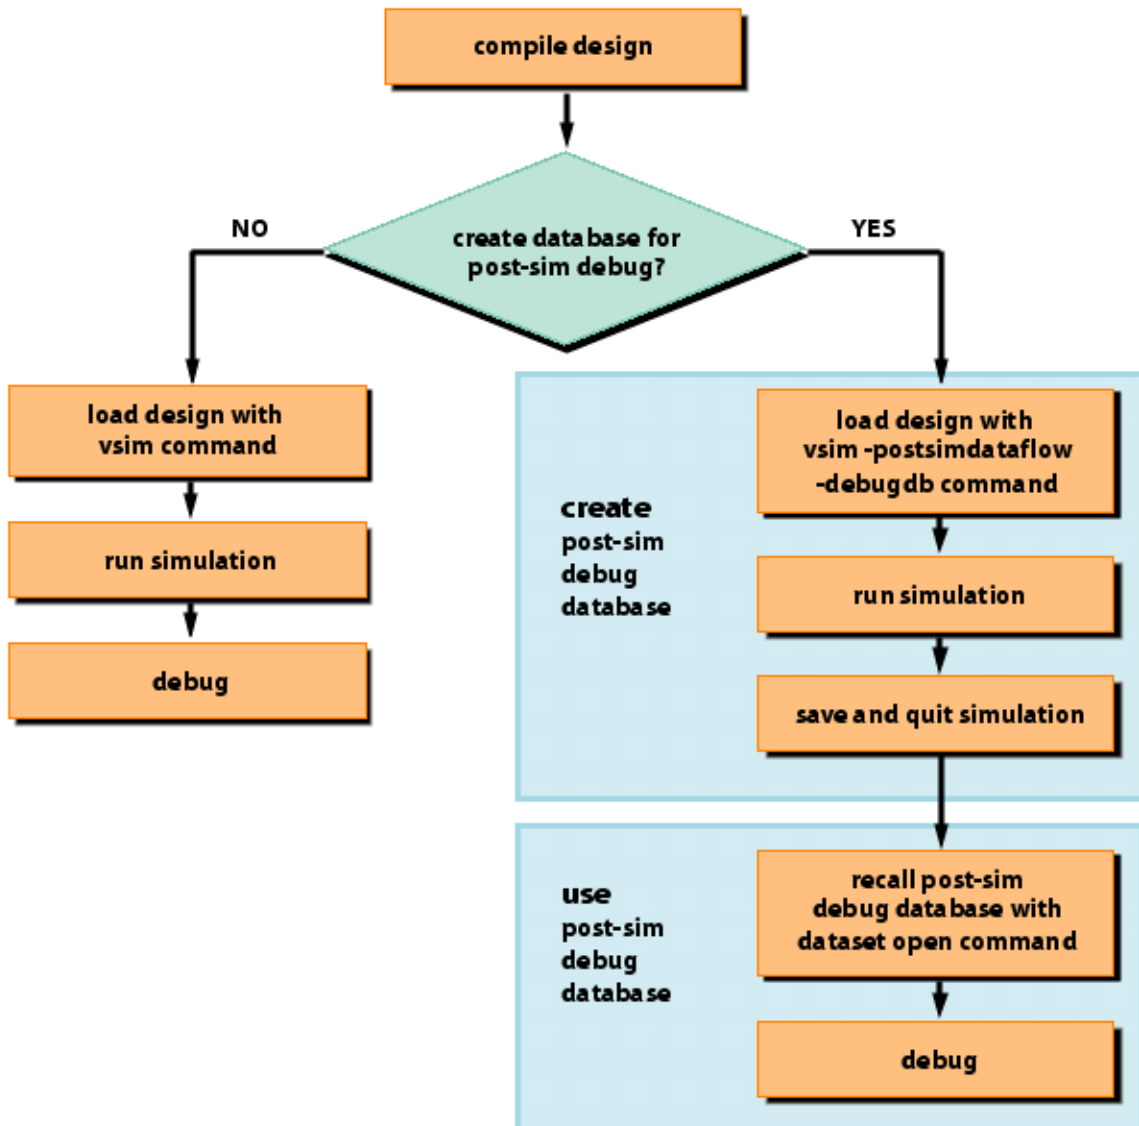 compile design
create database for
post-sim debug?
NO
YES
load design with
vsim command
run simulation
debug
create
post-sim
debug
database
load design with
vsim -postsimdataflow
-debugdb command
run simulation
save and quit simulation
use
post-sim
debug
database
recall post-sim
debug database with
dataset open command
debug